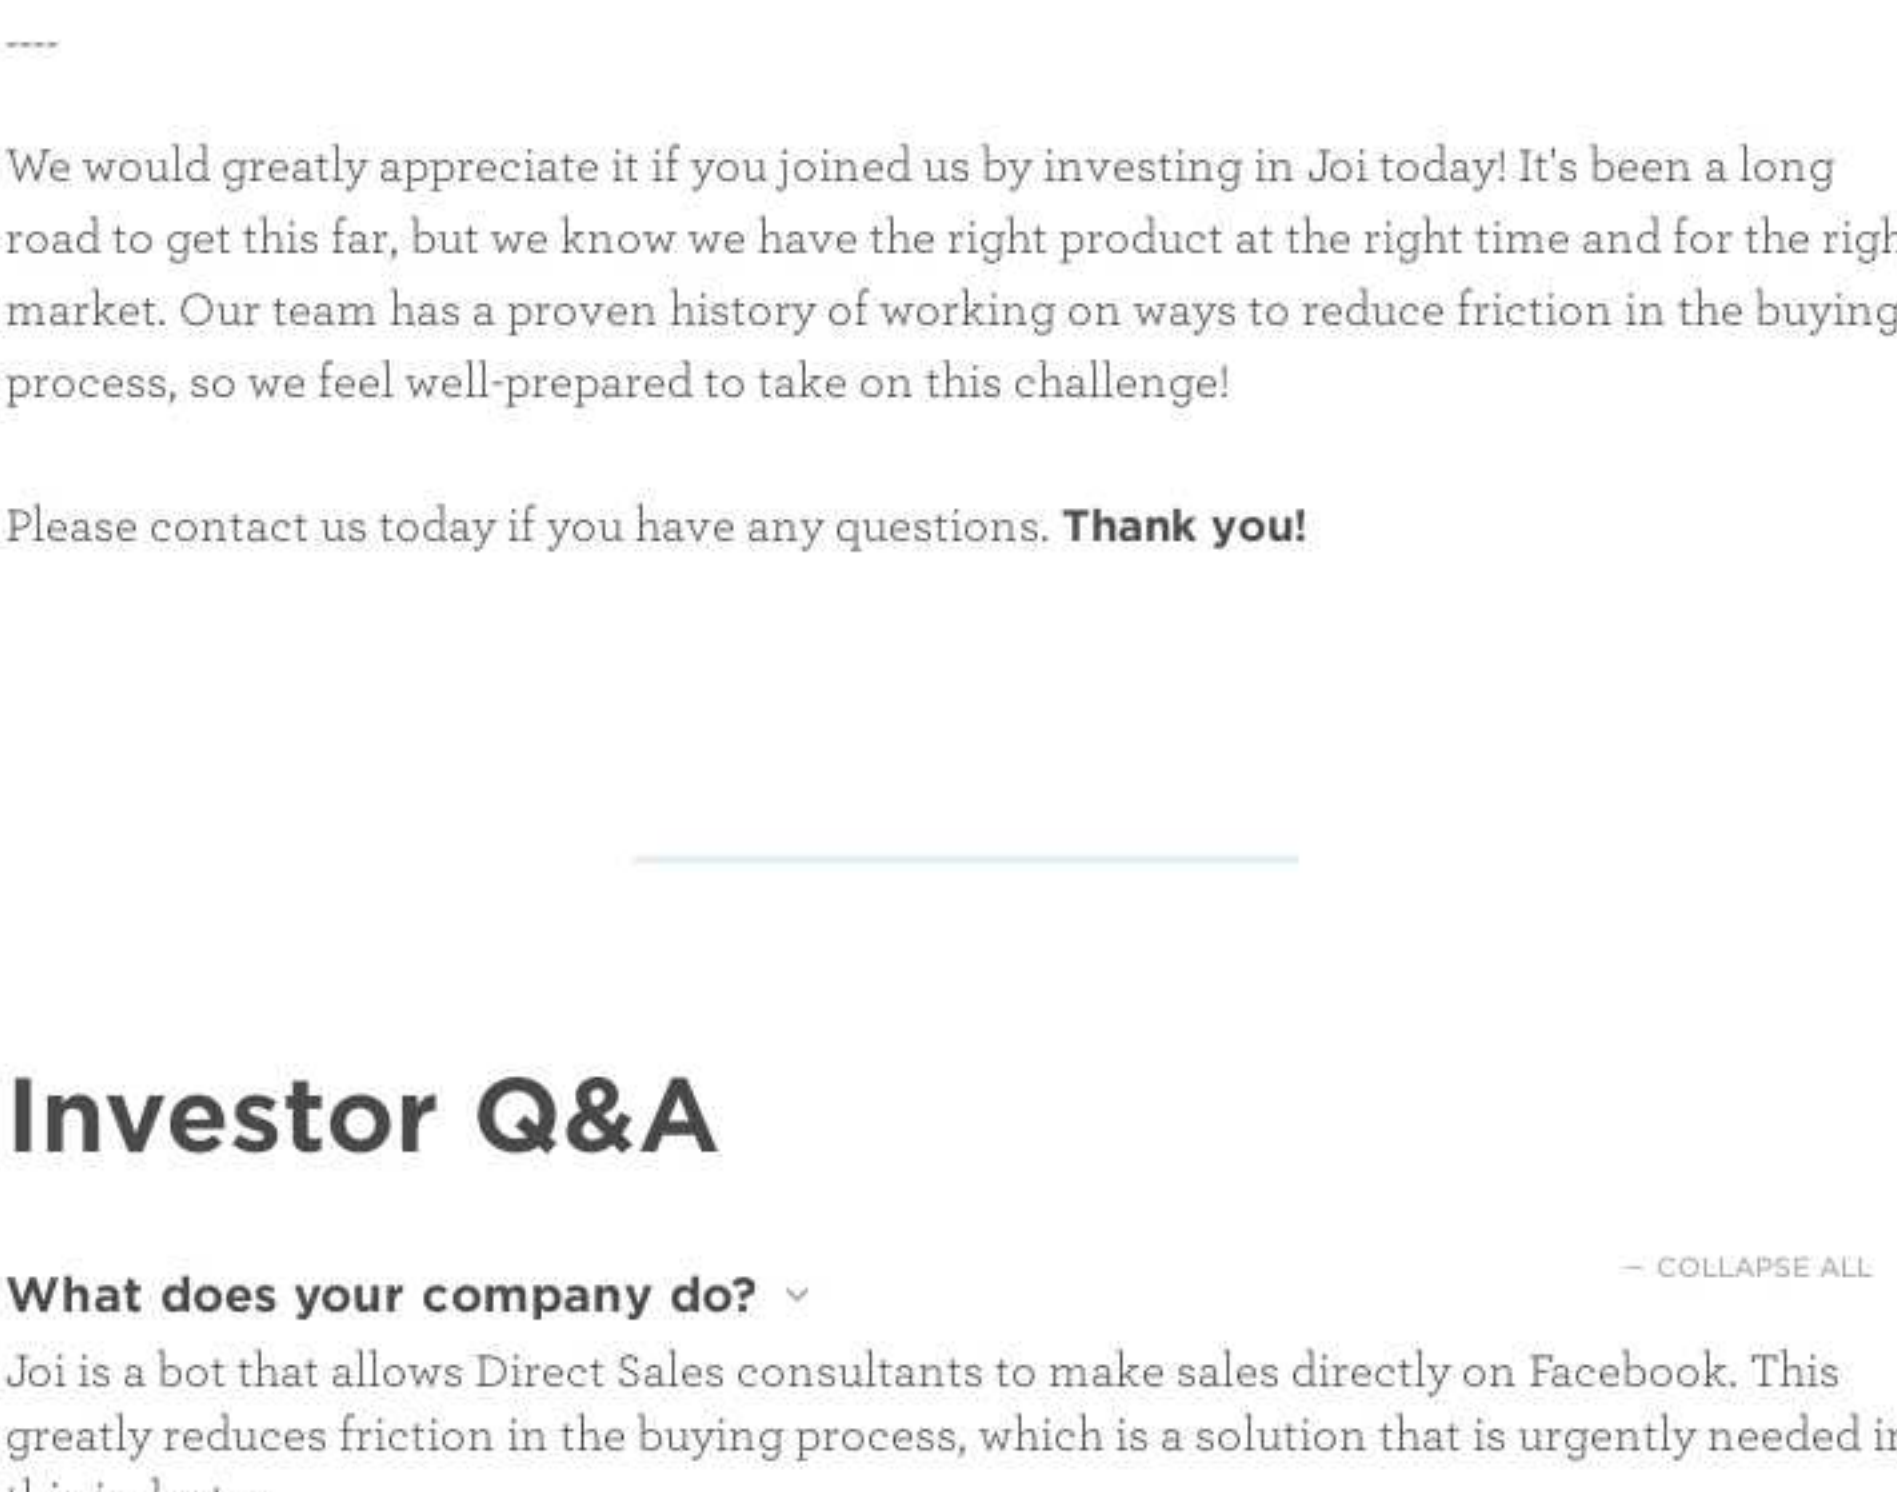 ----
We would greatly appreciate it if you joined us by investing in Joi today! It's been a long
road to get this far, but we know we have the right product at the right time and for the righ
market. Our team has a proven history of working on ways to reduce friction in the buying
process, so we feel well-prepared to take on this challenge!
Please contact us today if you have any questions. Thank you!
Investor Q&A
— COLLAPSE ALL
What does your company do?
Joi is a bot that allows Direct Sales consultants to make sales directly on Facebook. This
greatly reduces friction in the buying process, which is a solution that is urgently needed in